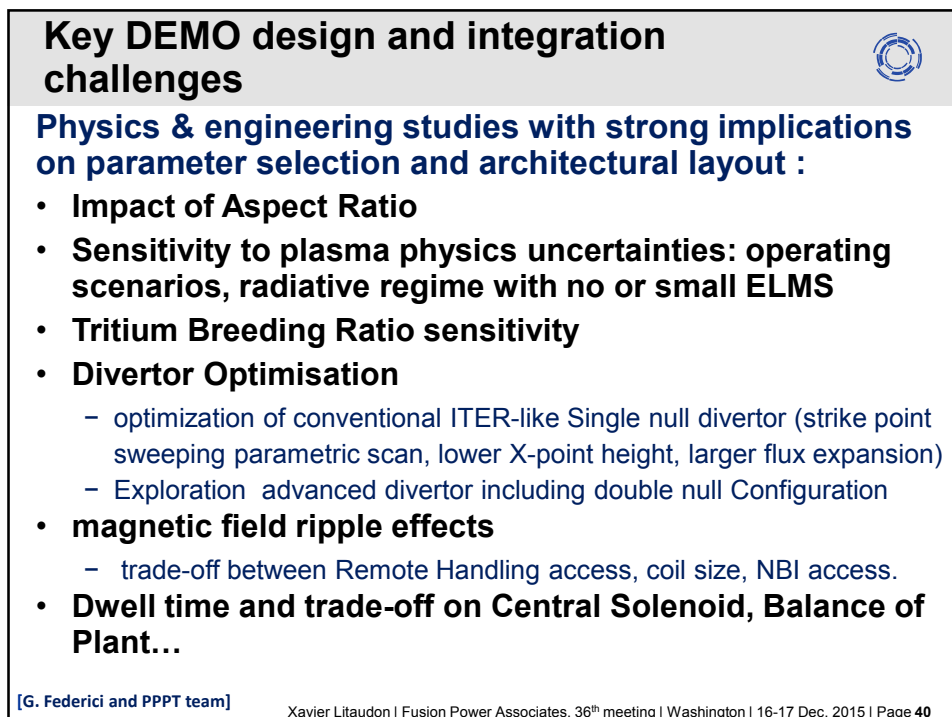 Key DEMO design and integration
challenges
Physics & engineering studies with strong implications
on parameter selection and architectural layout :
• Impact of Aspect Ratio
• Sensitivity to plasma physics uncertainties: operating
scenarios, radiative regime with no or small ELMS
• Tritium Breeding Ratio sensitivity
• Divertor Optimisation
− optimization of conventional ITER-like Single null divertor (strike point
sweeping parametric scan, lower X-point height, larger flux expansion)
− Exploration advanced divertor including double null Configuration
• magnetic field ripple effects
− trade-off between Remote Handling access, coil size, NBI access.
• Dwell time and trade-off on Central Solenoid, Balance of
Plant…
[G. Federici and PPPT team]
Xavier Litaudon | Fusion Power Associates, 36th meeting | Washington | 16-17 Dec. 2015 | Page 40